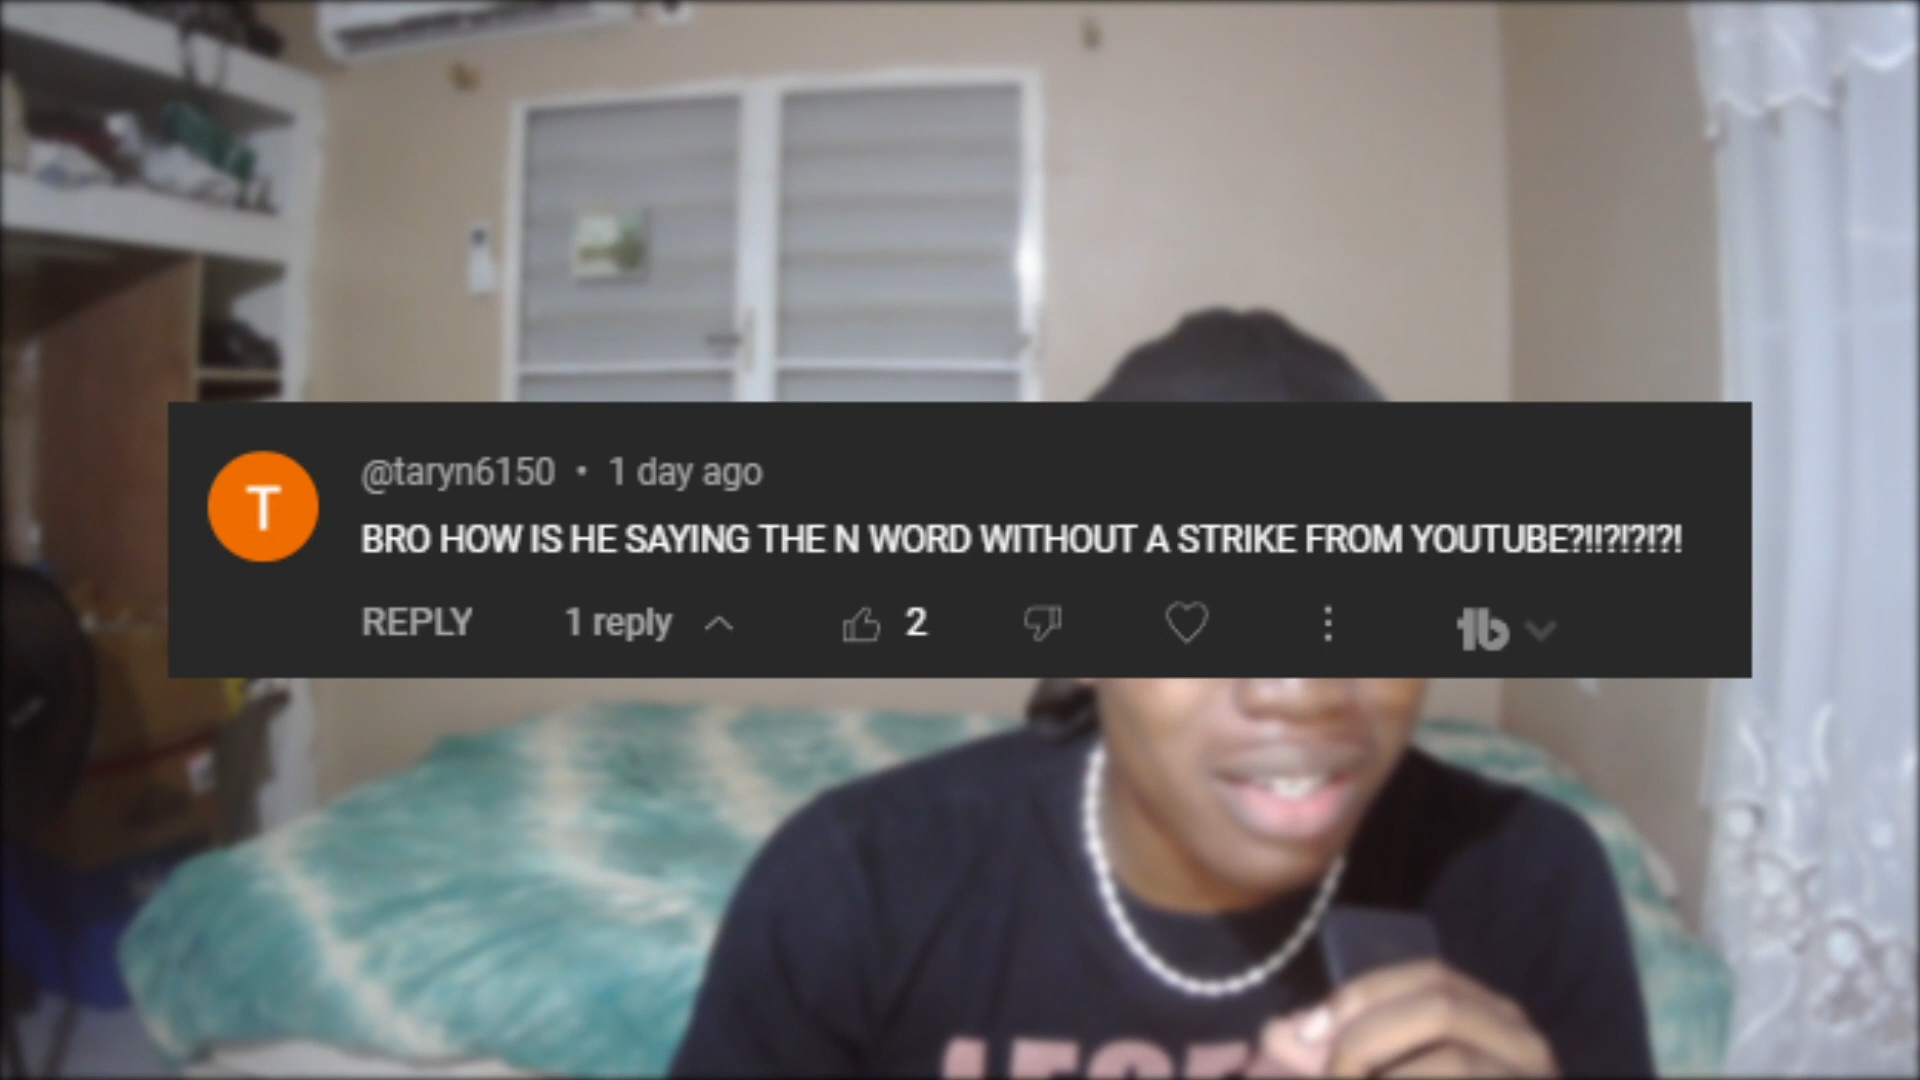 T
@taryn6150 • 1 day ago
BRO HOW IS HE SAYING THE N WORD WITHOUT A STRIKE FROM YOUTUBE?!!?!?!?!
REPLY 1 reply 2 tb